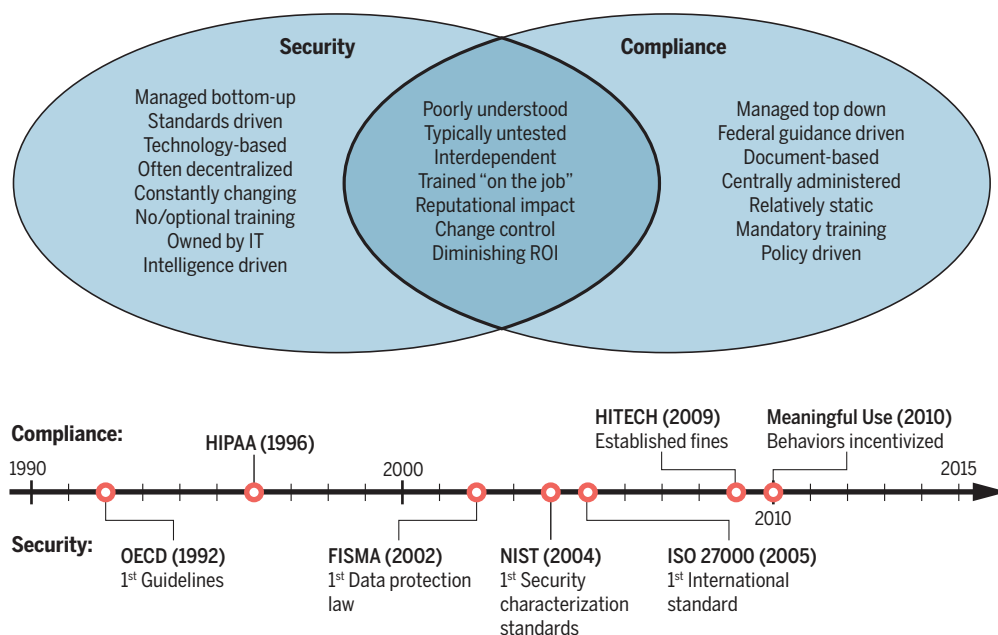 Security
Compliance
Managed bottom-up
Standards driven
Technology-based
Often decentralized
Constantly changing
No/optional training
Owned by IT
Intelligence driven
Poorly understood
Typically untested
Interdependent
Trained “on the job”
Reputational impact
Change control
Diminishing ROI
Managed top down
Federal guidance driven
Document-based
Centrally administered
Relatively static
Mandatory training
Policy driven
Compliance:
HIPAA (1996)
HITECH (2009)
Established fines
Meaningful Use (2010)
Behaviors incentivized
1990
2000
2010
2015
Security:
OECD (1992)
1st Guidelines
FISMA (2002)
1st Data protection
law
NIST (2004)
1st Security
characterization
standards
ISO 27000 (2005)
1st International
standard